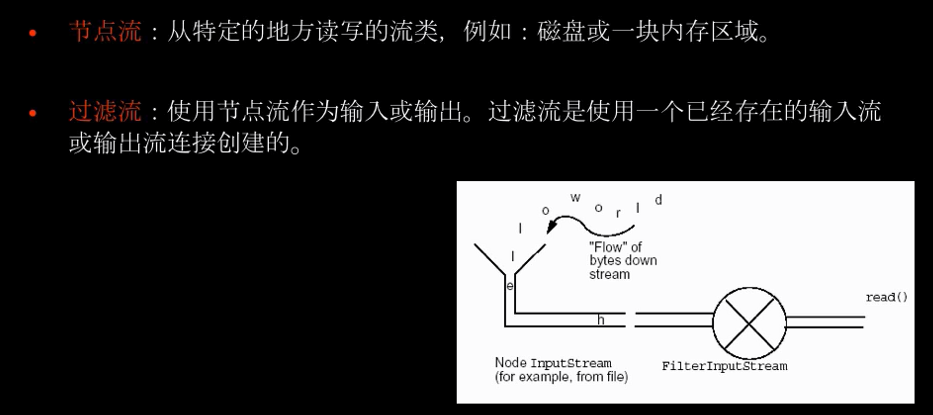 • 节点流：从特定的地方读写的流类，例如：磁盘或一块内存区域。
• 过滤流：使用节点流作为输入或输出。过滤流是使用一个已经存在的输入流
或输出流连接创建的。
h e l l o w o r l d
"Flow" of
bytes down
stream
read()
Node InputStream
(for example, from file)
FilterInputStream